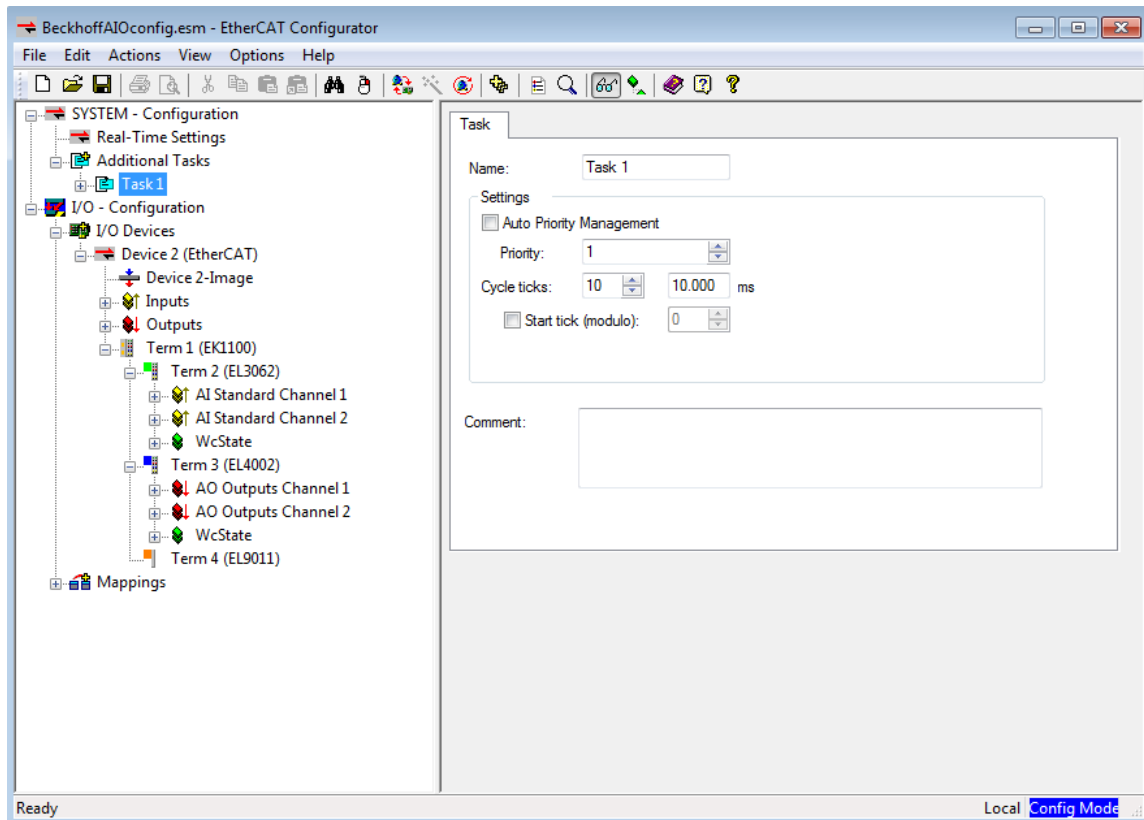 BeckhoffAIOconfig.esm - EtherCAT Configurator
File Edit Actions View Options Help
SYSTEM - Configuration
Real-Time Settings
Additional Tasks
Task 1
I/O - Configuration
I/O Devices
Device 2 (EtherCAT)
Device 2-Image
Inputs
Outputs
Term 1 (EK1100)
Term 2 (EL3062)
AI Standard Channel 1
AI Standard Channel 2
WcState
Term 3 (EL4002)
AO Outputs Channel 1
AO Outputs Channel 2
WcState
Term 4 (EL9011)
Mappings
Task
Name: Task 1
Settings
Auto Priority Management
Priority: 1
Cycle ticks: 10 10.000 ms
Start tick (modulo): 0
Comment:
Ready Local Config Mode